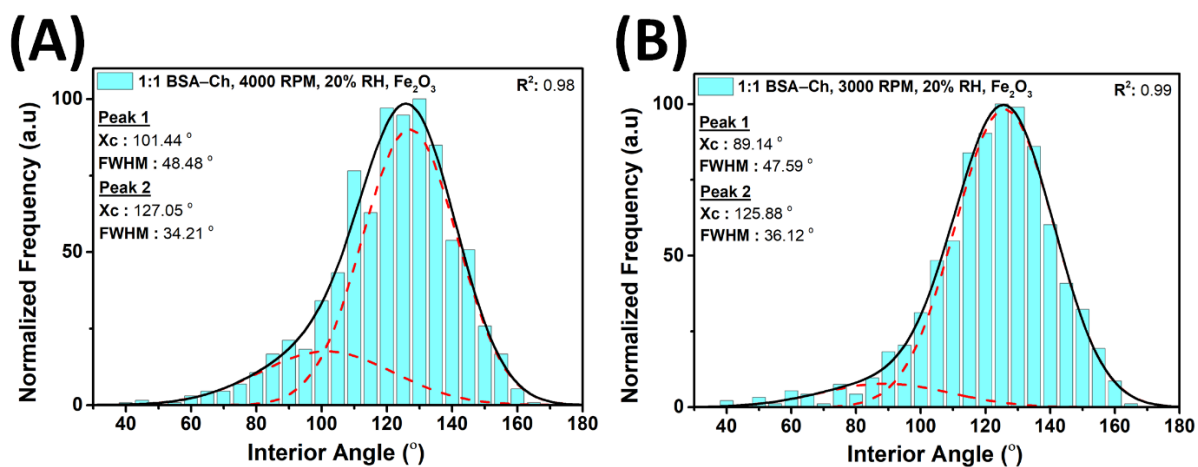 (A)
1:1 BSA–Ch, 4000 RPM, 20% RH, Fe₂O₃
R²: 0.98
Peak 1
Xc : 101.44 °
FWHM : 48.48 °
Peak 2
Xc : 127.05 °
FWHM : 34.21 °
Normalized Frequency (a.u)
100
50
0
40 60 80 100 120 140 160 180
Interior Angle (°)
(B)
1:1 BSA–Ch, 3000 RPM, 20% RH, Fe₂O₃
R²: 0.99
Peak 1
Xc : 89.14 °
FWHM : 47.59 °
Peak 2
Xc : 125.88 °
FWHM : 36.12 °
Normalized Frequency (a.u)
100
50
0
40 60 80 100 120 140 160 180
Interior Angle (°)